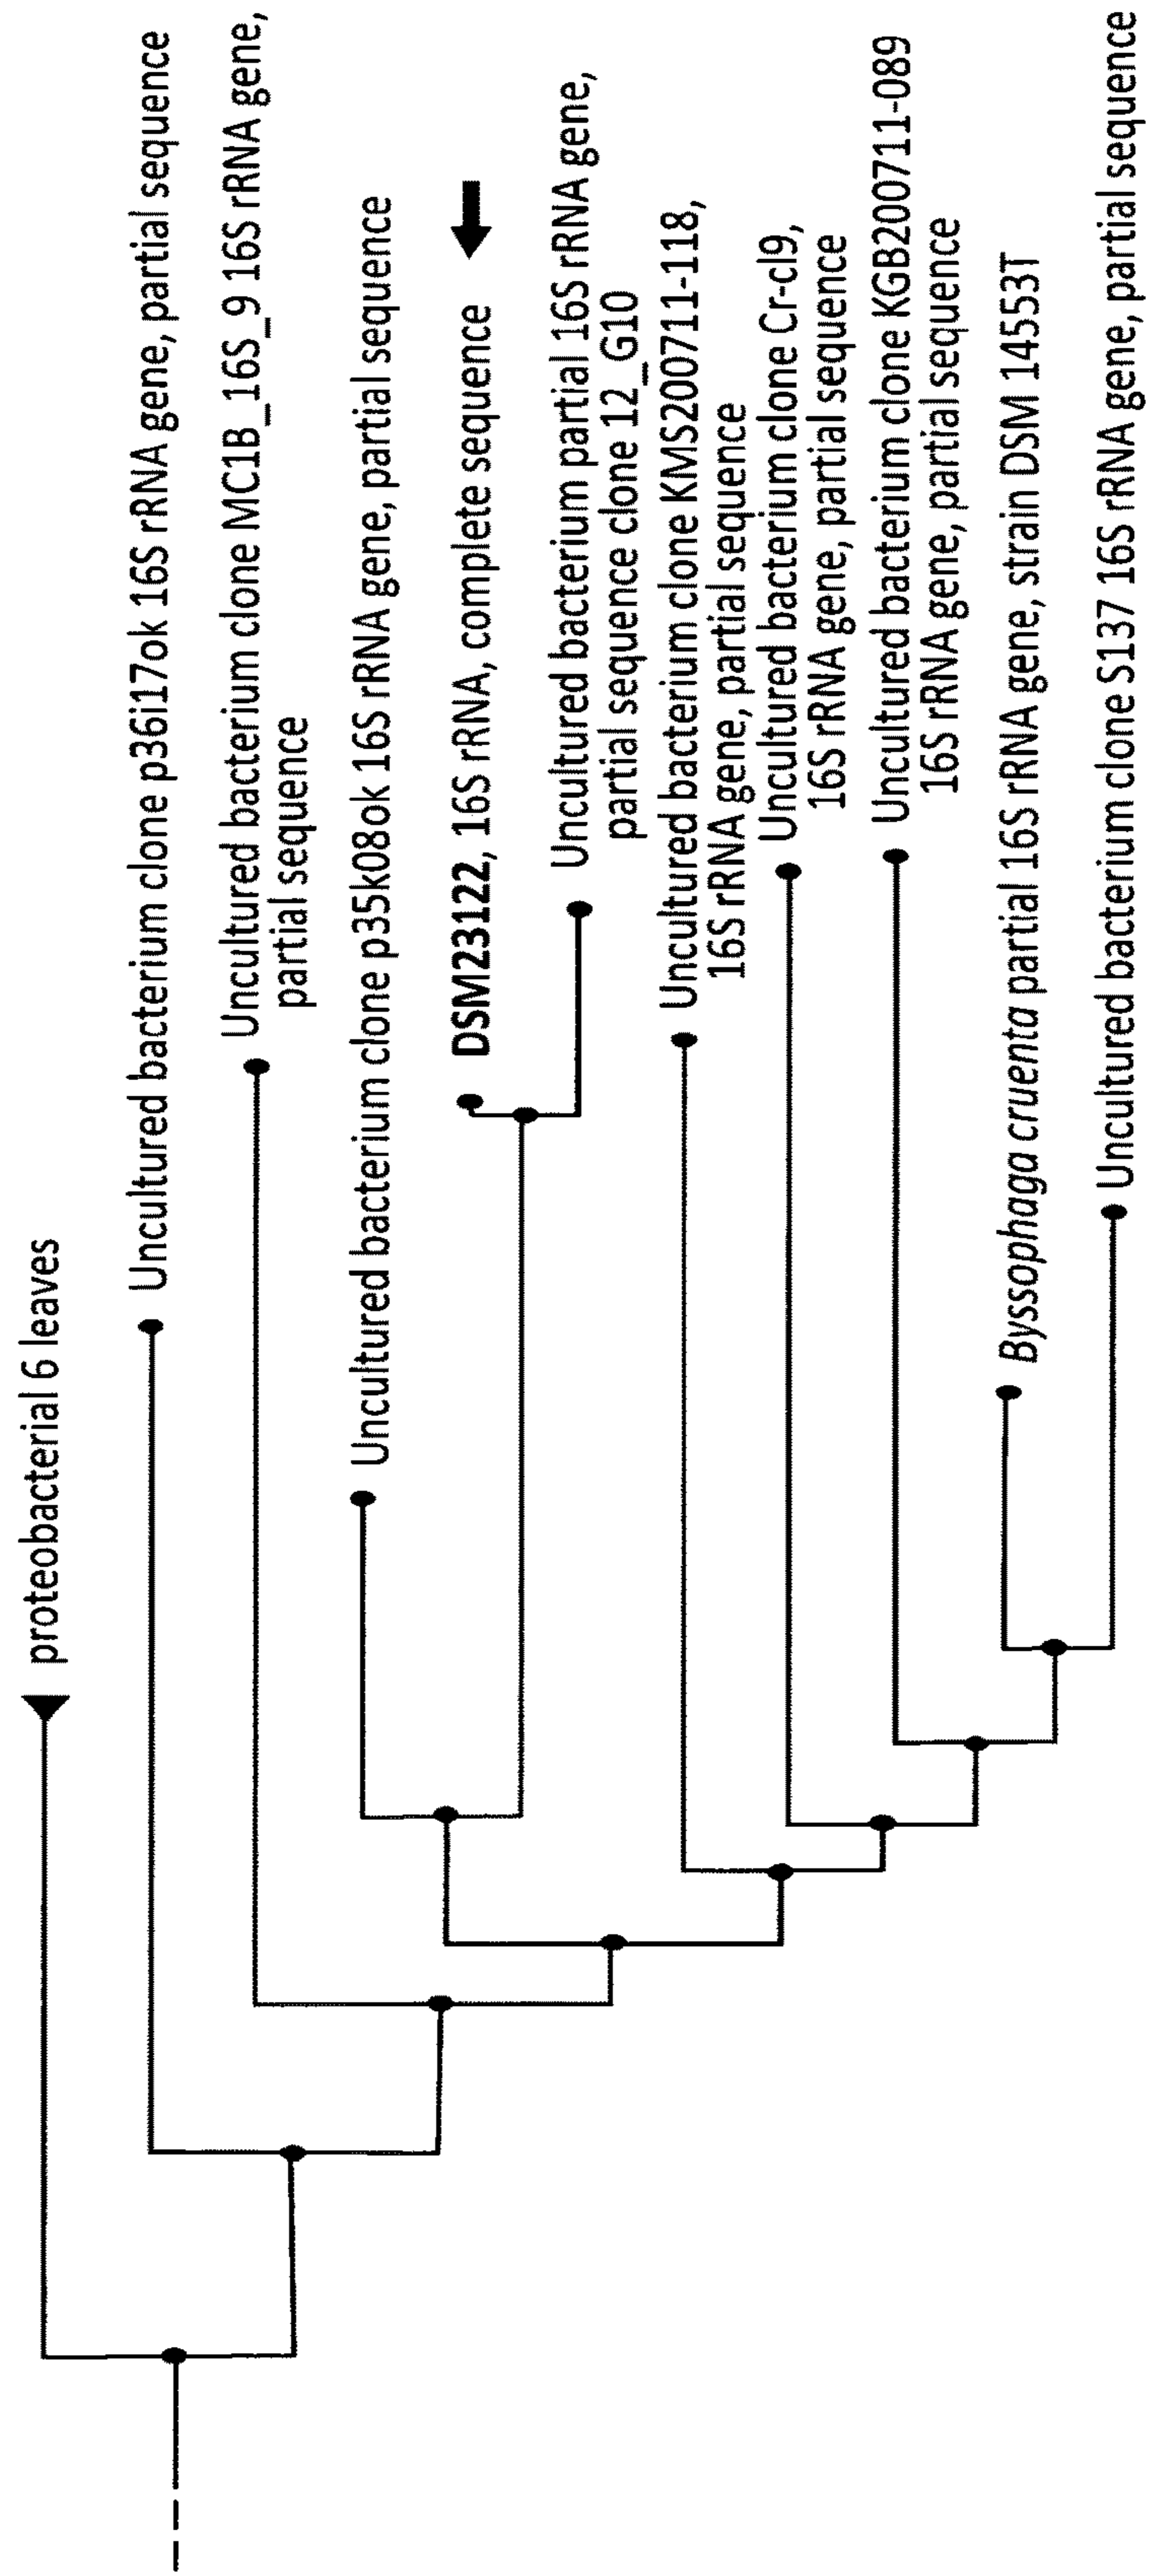 proteobacterial 6 leaves
Uncultured bacterium clone p36i17ok 16S rRNA gene, partial sequence
Uncultured bacterium clone MC1B_16S_9 16S rRNA gene,
partial sequence
Uncultured bacterium clone p35k08ok 16S rRNA gene, partial sequence
DSM23122, 16S rRNA, complete sequence
Uncultured bacterium partial 16S rRNA gene,
partial sequence clone 12_G10
Uncultured bacterium clone KMS200711-118,
16S rRNA gene, partial sequence
Uncultured bacterium clone Cr-cl9,
16S rRNA gene, partial sequence
Uncultured bacterium clone KGB200711-089
16S rRNA gene, partial sequence
Byssophaga cruenta partial 16S rRNA gene, strain DSM 14553T
Uncultured bacterium clone S137 16S rRNA gene, partial sequence